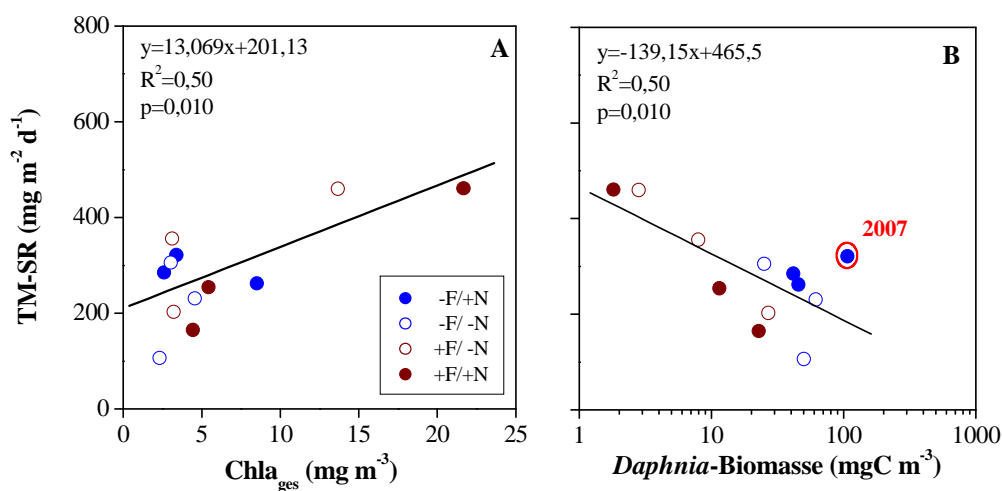 800
600
400
200
0
TM-SR (mg m⁻² d⁻¹)
y=13,069x+201,13
R²=0,50
p=0,010
A
-F/+N
-F/ -N
+F/ -N
+F/+N
0 5 10 15 20 25
Chla_ges (mg m⁻³)
y=-139,15x+465,5
R²=0,50
p=0,010
B
2007
1 10 100 1000
Daphnia-Biomasse (mgC m⁻³)